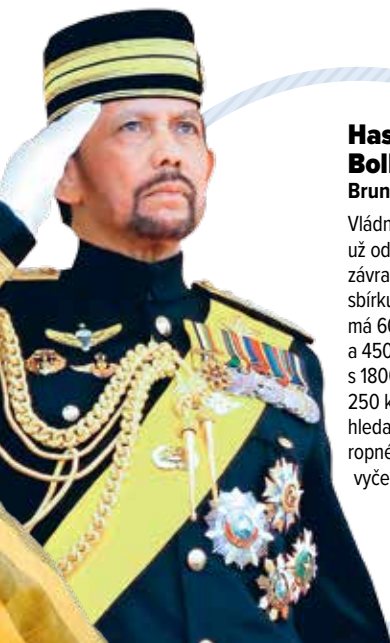 Has
Bol
Brun
Vládn
už od
závra
sbírku
má 60
a 450
s 1800
250 k
hleda
ropné
vyče